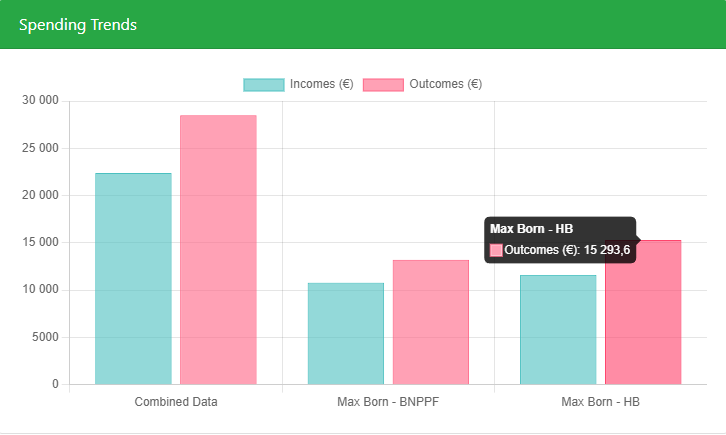 Spending Trends
Incomes (€) Outcomes (€)
30 000
25 000
20 000
15 000
10 000
5000
0
Max Born - HB
Outcomes (€): 15 293,6
Combined Data Max Born - BNPPF Max Born - HB